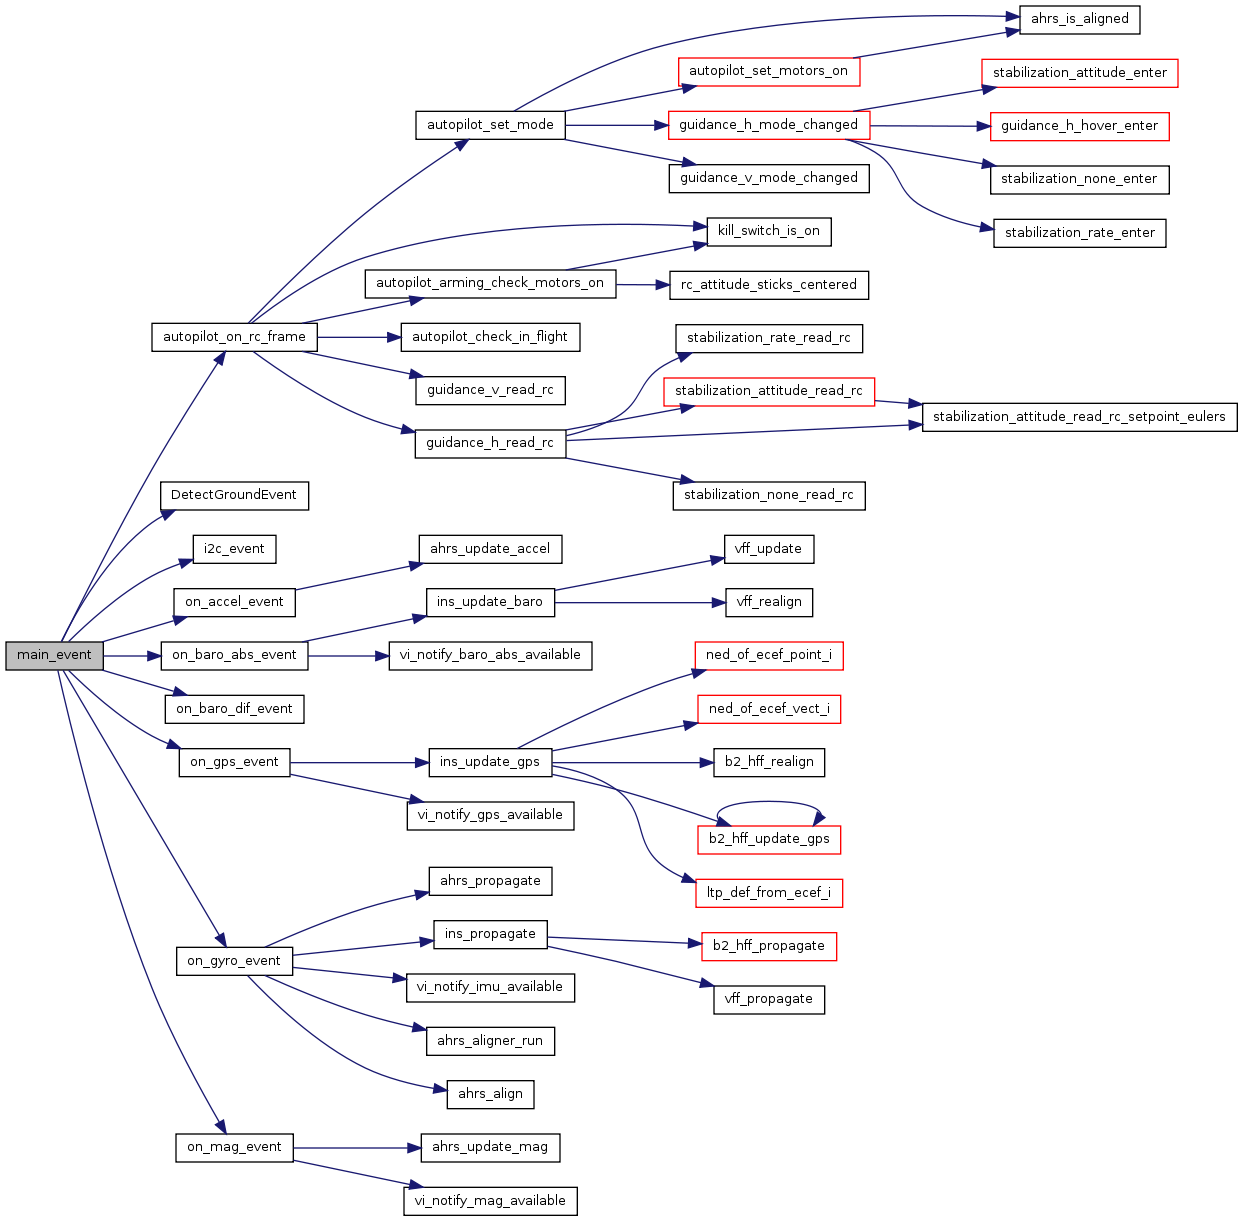 ahrs_is_aligned
autopilot_set_motors_on
stabilization_attitude_enter
autopilot_set_mode
guidance_h_mode_changed
guidance_h_hover_enter
guidance_v_mode_changed
stabilization_none_enter
kill_switch_is_on
stabilization_rate_enter
autopilot_arming_check_motors_on
rc_attitude_sticks_centered
autopilot_on_rc_frame
autopilot_check_in_flight
stabilization_rate_read_rc
guidance_v_read_rc
stabilization_attitude_read_rc
stabilization_attitude_read_rc_setpoint_eulers
guidance_h_read_rc
DetectGroundEvent
stabilization_none_read_rc
i2c_event
ahrs_update_accel
vff_update
on_accel_event
ins_update_baro
vff_realign
main_event
on_baro_abs_event
vi_notify_baro_abs_available
ned_of_ecef_point_i
on_baro_dif_event
ned_of_ecef_vect_i
on_gps_event
ins_update_gps
b2_hff_realign
vi_notify_gps_available
b2_hff_update_gps
ahrs_propagate
ltp_def_from_ecef_i
ins_propagate
b2_hff_propagate
on_gyro_event
vi_notify_imu_available
vff_propagate
ahrs_aligner_run
ahrs_align
on_mag_event
ahrs_update_mag
vi_notify_mag_available